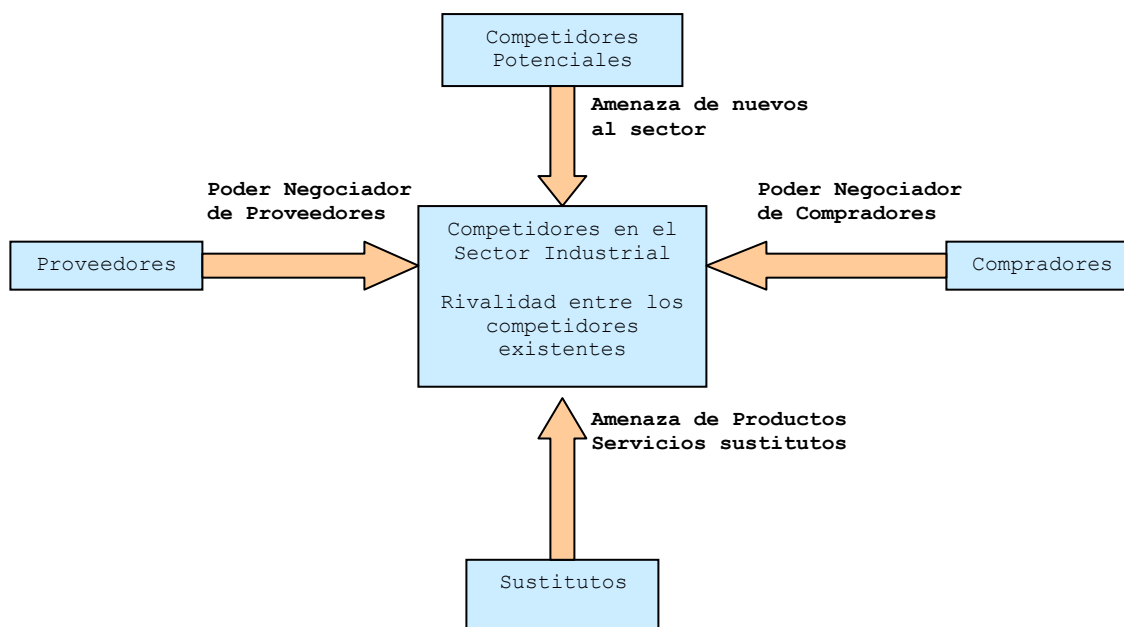 Competidores
Potenciales
Amenaza de nuevos
al sector
Poder Negociador
de Proveedores
Poder Negociador
de Compradores
Proveedores
Competidores en el
Sector Industrial
Rivalidad entre los
competidores
existentes
Compradores
Amenaza de Productos
Servicios sustitutos
Sustitutos